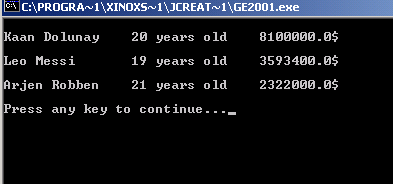 C:\PROGRA~1\XINOXS~1\JCREAT~1\GE2001.exe
Kaan Dolunay 20 years old 8100000.0$
Leo Messi 19 years old 3593400.0$
Arjen Robben 21 years old 2322000.0$
Press any key to continue..._